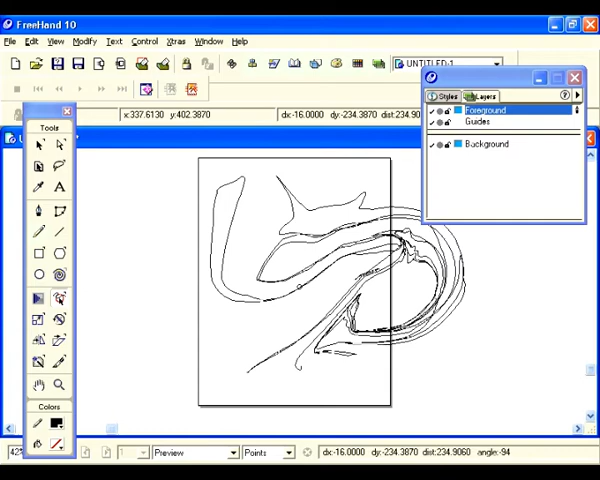 FreeHand 10
File Edit View Modify Text Control Xtras Window Help
UNTITLED-1
x:337.6130 y:402.3870 dx:-16.0000 dy:-234.3870 dist:234.90
Tools
Styles Layers
Foreground
Guides
Background
Colors
42% 1 Preview Points dx:-16.0000 dy:-234.3870 dist:234.9060 angle:-94